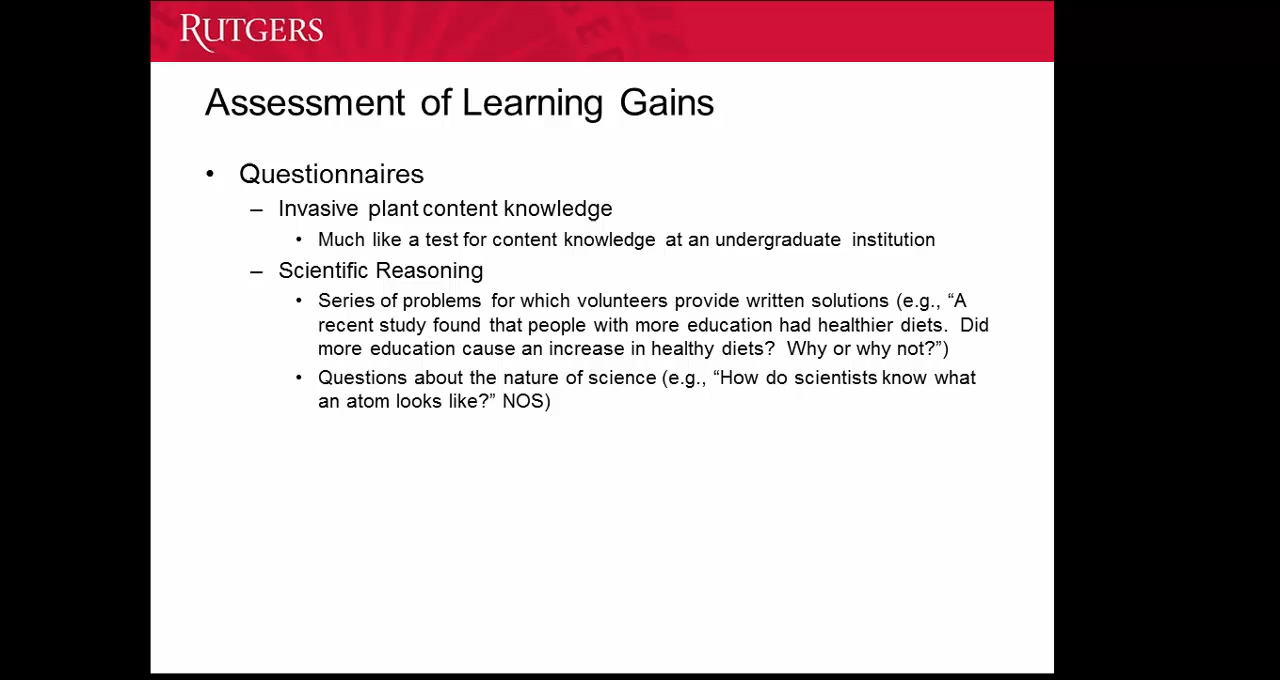 RUTGERS
Assessment of Learning Gains
• Questionnaires
– Invasive plant content knowledge
• Much like a test for content knowledge at an undergraduate institution
– Scientific Reasoning
• Series of problems for which volunteers provide written solutions (e.g., “A
recent study found that people with more education had healthier diets. Did
more education cause an increase in healthy diets? Why or why not?”)
• Questions about the nature of science (e.g., “How do scientists know what
an atom looks like?” NOS)